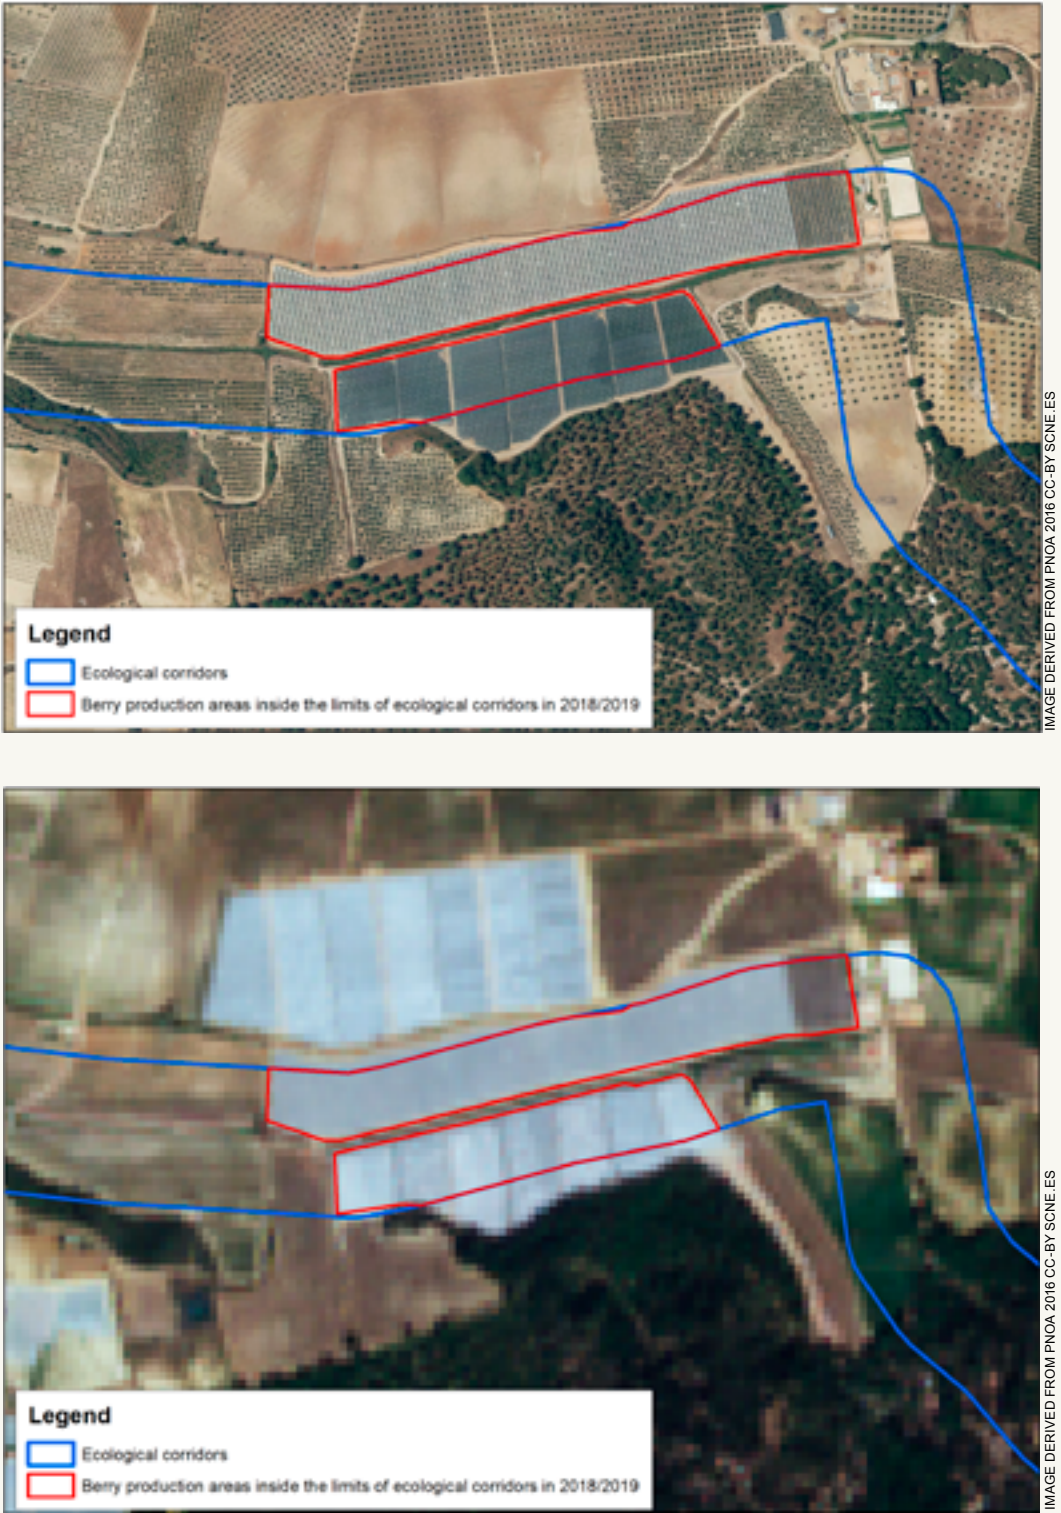 Legend
Ecological corridors
Berry production areas inside the limits of ecological corridors in 2018/2019
IMAGE DERIVED FROM PNOA 2016 CC-BY SCNE.ES
Legend
Ecological corridors
Berry production areas inside the limits of ecological corridors in 2018/2019
IMAGE DERIVED FROM PNOA 2016 CC-BY SCNE.ES